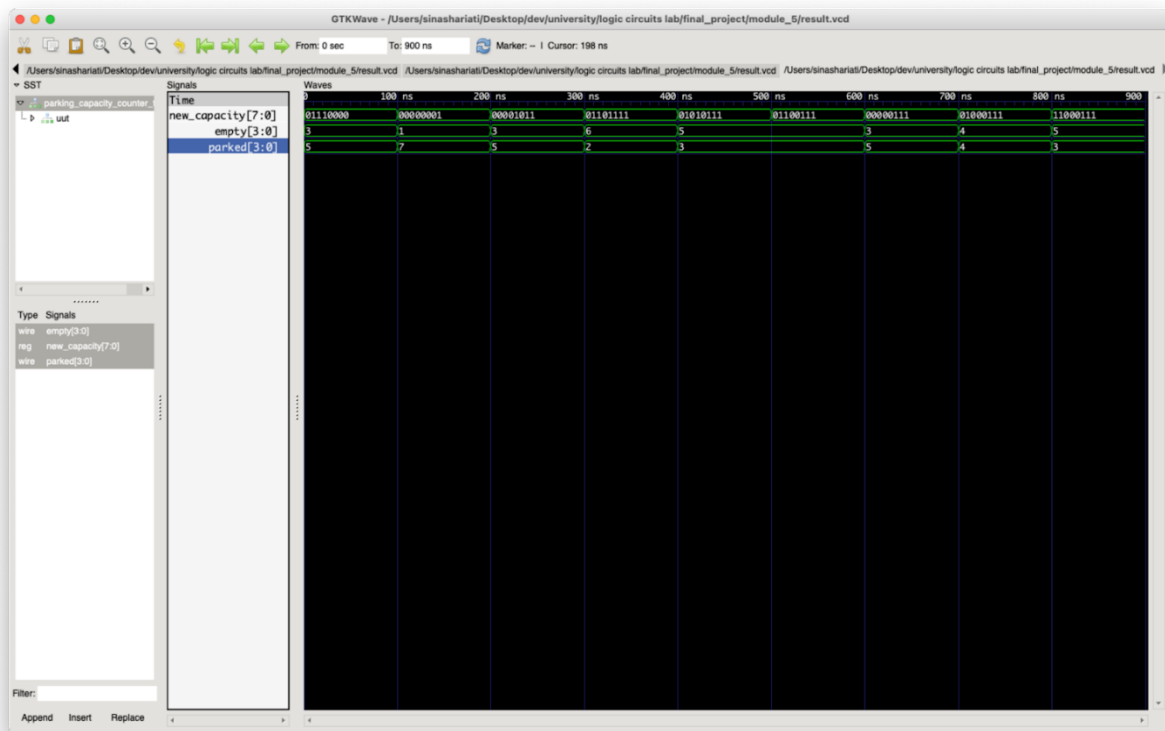 GTKWave - /Users/sinashariati/Desktop/dev/university/logic circuits lab/final_project/module_5/result.vcd
From: 0 sec To: 900 ns Marker: -- | Cursor: 198 ns
/Users/sinashariati/Desktop/dev/university/logic circuits lab/final_project/module_5/result.vcd /Users/sinashariati/Desktop/dev/university/logic circuits lab/final_project/module_5/result.vcd /Users/sinashariati/Desktop/dev/university/logic circuits lab/final_project/module_5/result.vcd
SST
parking_capacity_counter_
uut
Type Signals
wire empty[3:0]
reg new_capacity[7:0]
wire parked[3:0]
Filter:
Append Insert Replace
Signals
Time
new_capacity[7:0]
empty[3:0]
parked[3:0]
Waves
0 100 ns 200 ns 300 ns 400 ns 500 ns 600 ns 700 ns 800 ns 900
01110000 00000001 00001011 01101111 01010111 01100111 00000111 01000111 11000111
3 1 3 6 5 3 4 5
5 7 5 2 3 5 4 3